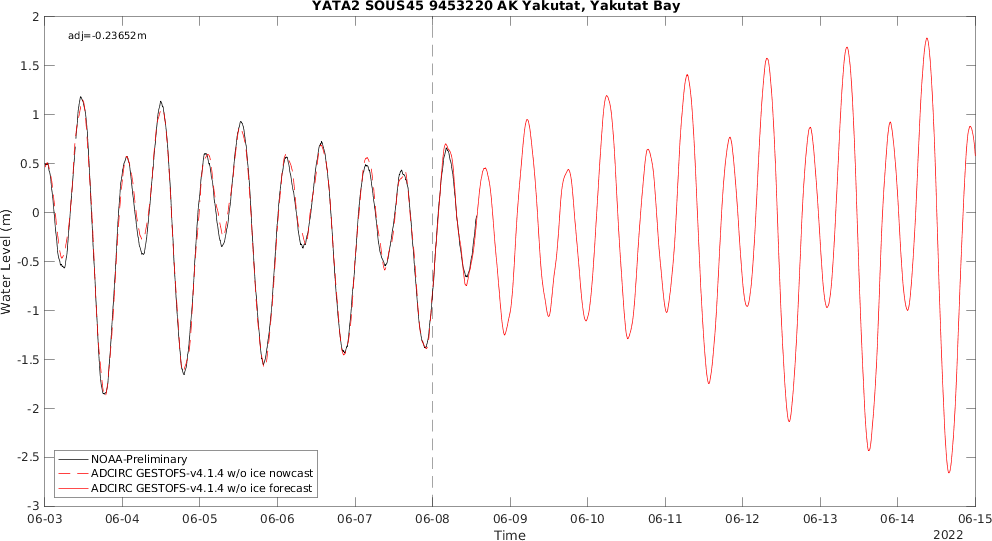 YATA2 SOUS45 9453220 AK Yakutat, Yakutat Bay
adj=-0.23652m
2
1.5
1
0.5
0
-0.5
-1
-1.5
-2
-2.5
-3
Water Level (m)
NOAA-Preliminary
ADCIRC GESTOFS-v4.1.4 w/o ice nowcast
ADCIRC GESTOFS-v4.1.4 w/o ice forecast
06-03 06-04 06-05 06-06 06-07 06-08 06-09 06-10 06-11 06-12 06-13 06-14 06-15
Time
2022